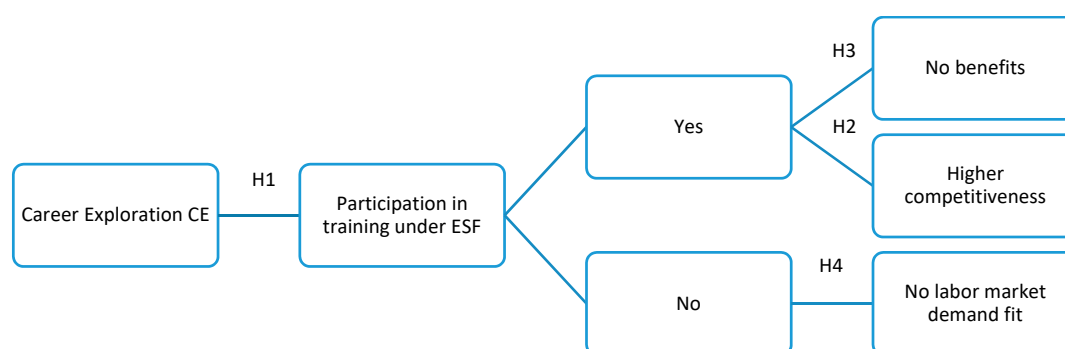 Career Exploration CE
H1
Participation in
training under ESF
Yes
H3
No benefits
H2
Higher
competitiveness
No
H4
No labor market
demand fit